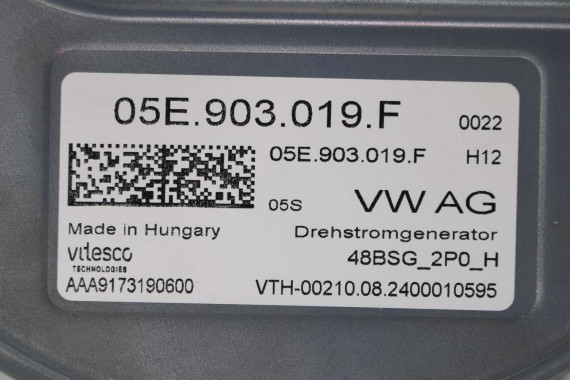 05E.903.019.F 0022
05E.903.019.F H12
05S VW AG
Made in Hungary Drehstromgenerator
vitesco 48BSG_2P0_H
TECHNOLOGIES
AAA9173190600 VTH-00210.08.2400010595